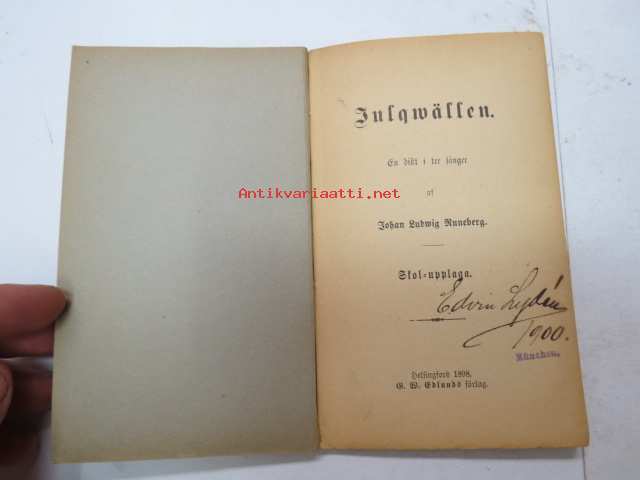 Julqwällen.
En dikt i tre sånger
af
Johan Ludwig Runeberg.
Skol-upplaga.
Edvin Lydén
1900.
München.
Helsingfors 1898,
G. W. Edlunds förlag.
Antikvariaatti.net